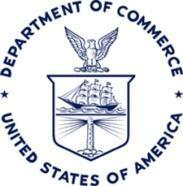 DEPARTMENT OF COMMERCE
UNITED STATES OF AMERICA